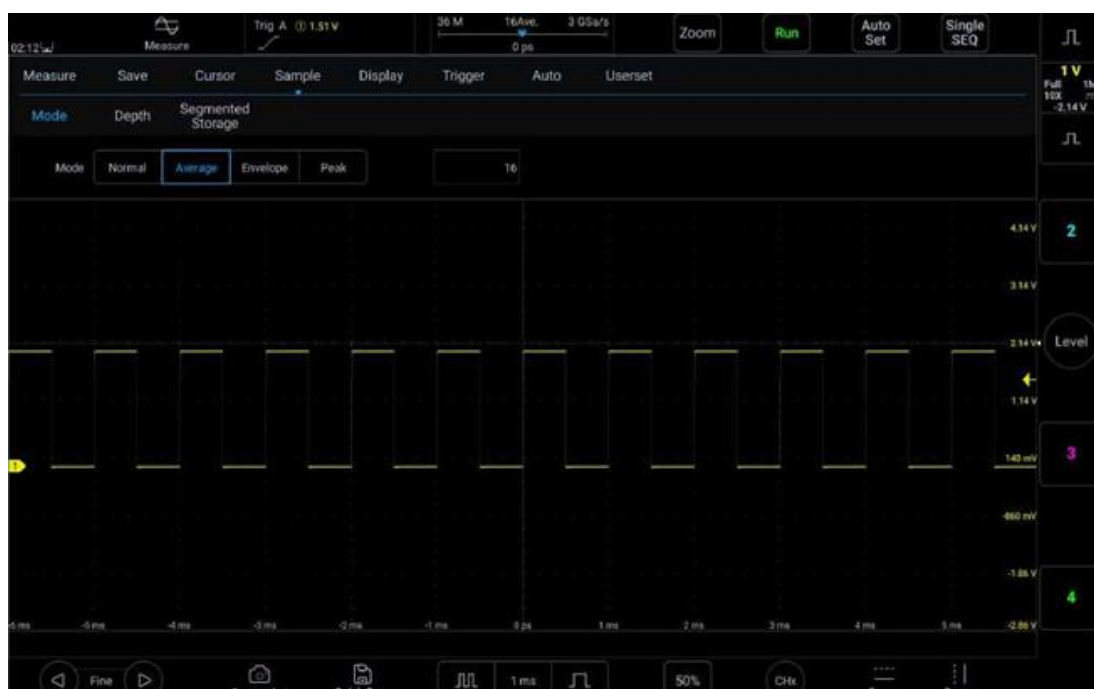 Trig A ① 1.51 V
36 M 16Ave. 3 GSa/s
Zoom Run Auto Set Single SEQ
02:12 Measure 0 ps
Measure Save Cursor Sample Display Trigger Auto Userset
1 V
Full 1M
10X
-2.14 V
Mode Depth Segmented Storage
Mode Normal Average Envelope Peak 16
4.14 V
2
3.14 V
2.14 V Level
1.14 V
1 140 mV 3
-860 mV
-1.86 V
4
-5 ms -4 ms -3 ms -2 ms -1 ms 0 ps 1 ms 2 ms 3 ms 4 ms 5 ms -2.86 V
Fine 1 ms 50% CHx